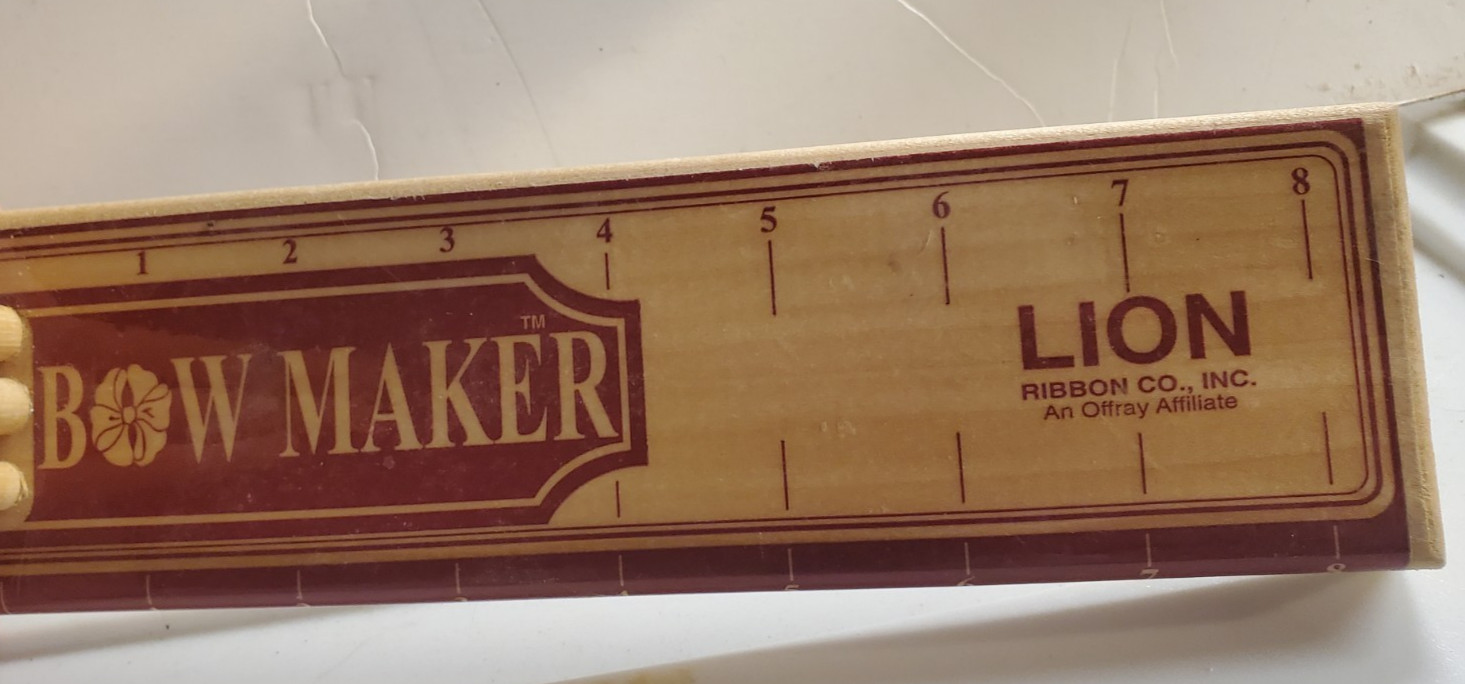 1 2 3 4 5 6 7 8
BOW MAKER™
LION
RIBBON CO., INC.
An Offray Affiliate